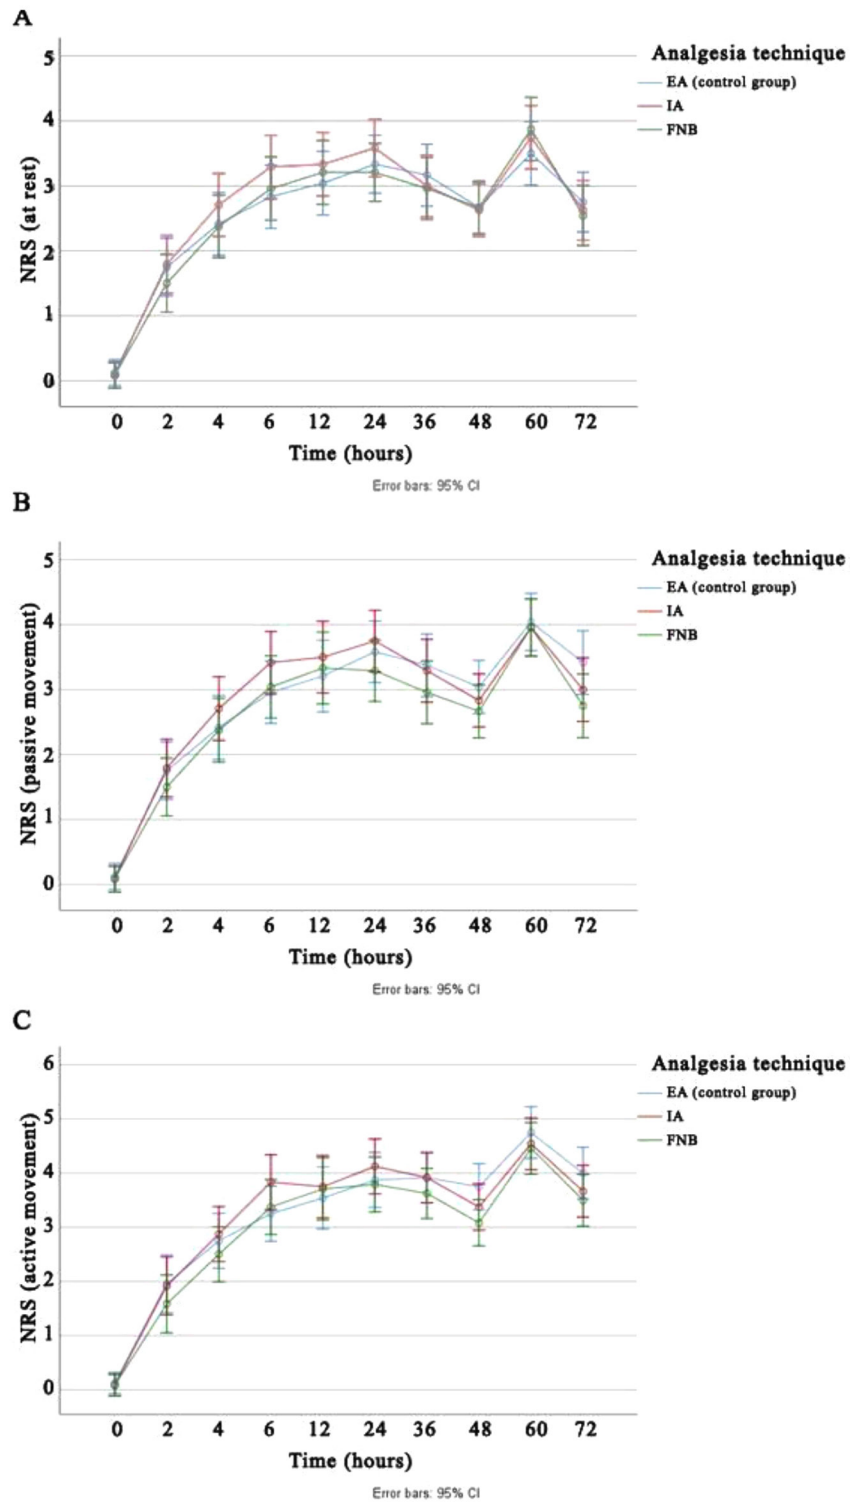 A
Analgesia technique
EA (control group)
IA
FNB
5
4
3
2
1
0
NRS (at rest)
0 2 4 6 12 24 36 48 60 72
Time (hours)
Error bars: 95% CI
B
Analgesia technique
EA (control group)
IA
FNB
5
4
3
2
1
0
NRS (passive movement)
0 2 4 6 12 24 36 48 60 72
Time (hours)
Error bars: 95% CI
C
Analgesia technique
EA (control group)
IA
FNB
6
5
4
3
2
1
0
NRS (active movement)
0 2 4 6 12 24 36 48 60 72
Time (hours)
Error bars: 95% CI